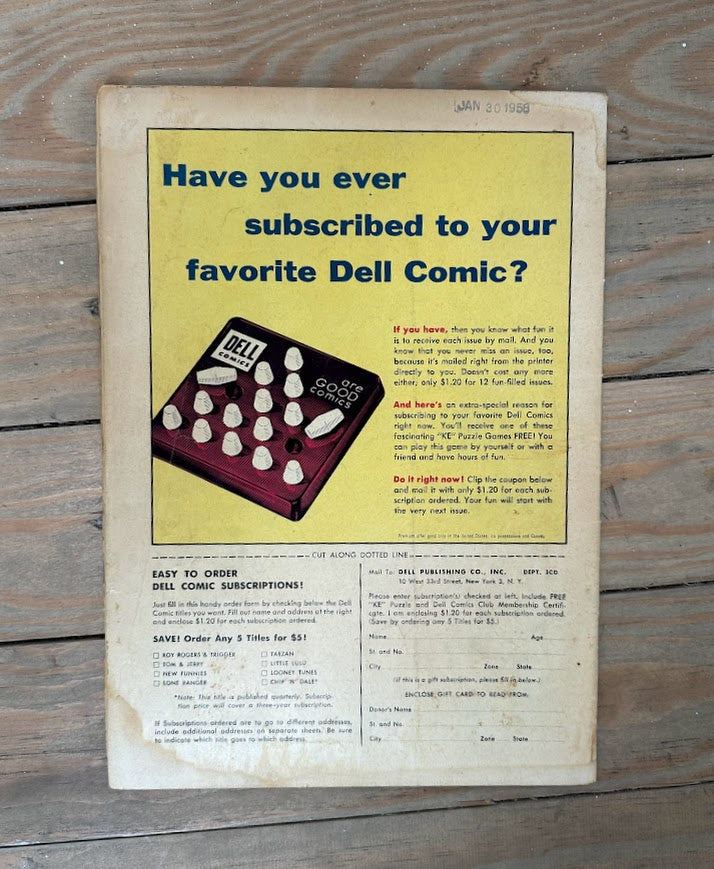 JAN 30 1958
Have you ever
subscribed to your
favorite Dell Comic?
DELL
COMICS
are
GOOD
COMICS
If you have, then you know what fun it
is to receive each issue by mail. And you
know that you never miss an issue, too,
because it's mailed right from the printer
directly to you. Doesn't cost any more
either; only $1.20 for 12 fun-filled issues.
And here's an extra-special reason for
subscribing to your favorite Dell Comics
right now. You'll receive one of these
fascinating "KE" Puzzle Games FREE! You
can play this game by yourself or with a
friend and have hours of fun.
Do it right now! Clip the coupon below
and mail it with only $1.20 for each sub-
scription ordered. Your fun will start with
the very next issue.
Premium offer good only in the United States, its possessions and Canada.
CUT ALONG DOTTED LINE
EASY TO ORDER
DELL COMIC SUBSCRIPTIONS!
Just fill in this handy order form by checking below the Dell
Comic titles you want. Fill out name and address at the right
and enclose $1.20 for each subscription ordered.
SAVE! Order Any 5 Titles for $5!
ROY ROGERS & TRIGGER
TOM & JERRY
NEW FUNNIES
LONE RANGER
TARZAN
LITTLE LULU
LOONEY TUNES
CHIP 'N' DALE*
*Note: This title is published quarterly. Subscrip-
tion price will cover a three-year subscription.
If Subscriptions ordered are to go to different addresses,
include additional addresses on separate sheets. Be sure
to indicate which title goes to which address.
Mail To: DELL PUBLISHING CO., INC. DEPT. 3CD
10 West 33rd Street, New York 3, N. Y.
Please enter subscription(s) checked at left. Include FREE
"KE" Puzzle and Dell Comics Club Membership Certifi-
cate. I am enclosing $1.20 for each subscription ordered.
(Save by ordering any 5 Titles for $5.)
Name Age
St. and No.
City Zone State
(If this is a gift subscription, please fill in below.)
ENCLOSE GIFT CARD TO READ FROM:
Donor's Name
St. and No.
City Zone State